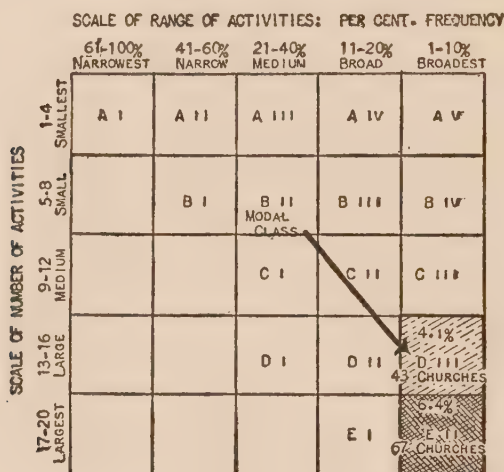 SCALE OF RANGE OF ACTIVITIES: PER CENT. FREQUENCY
61-100% 41-60% 21-40% 11-20% 1-10%
NARROWEST NARROW MEDIUM BROAD BROADEST
SCALE OF NUMBER OF ACTIVITIES
1-4
SMALLEST
A I A II A III A IV A V
5-8
SMALL
B I B II B III B IV
MODAL
CLASS
9-12
MEDIUM
C I C II C III
13-16
LARGE
4.1%
D I D II D III
43 CHURCHES
17-20
LARGEST
6.4%
E I E II
67 CHURCHES